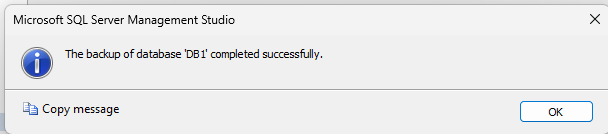 Microsoft SQL Server Management Studio
The backup of database 'DB1' completed successfully.
Copy message
OK